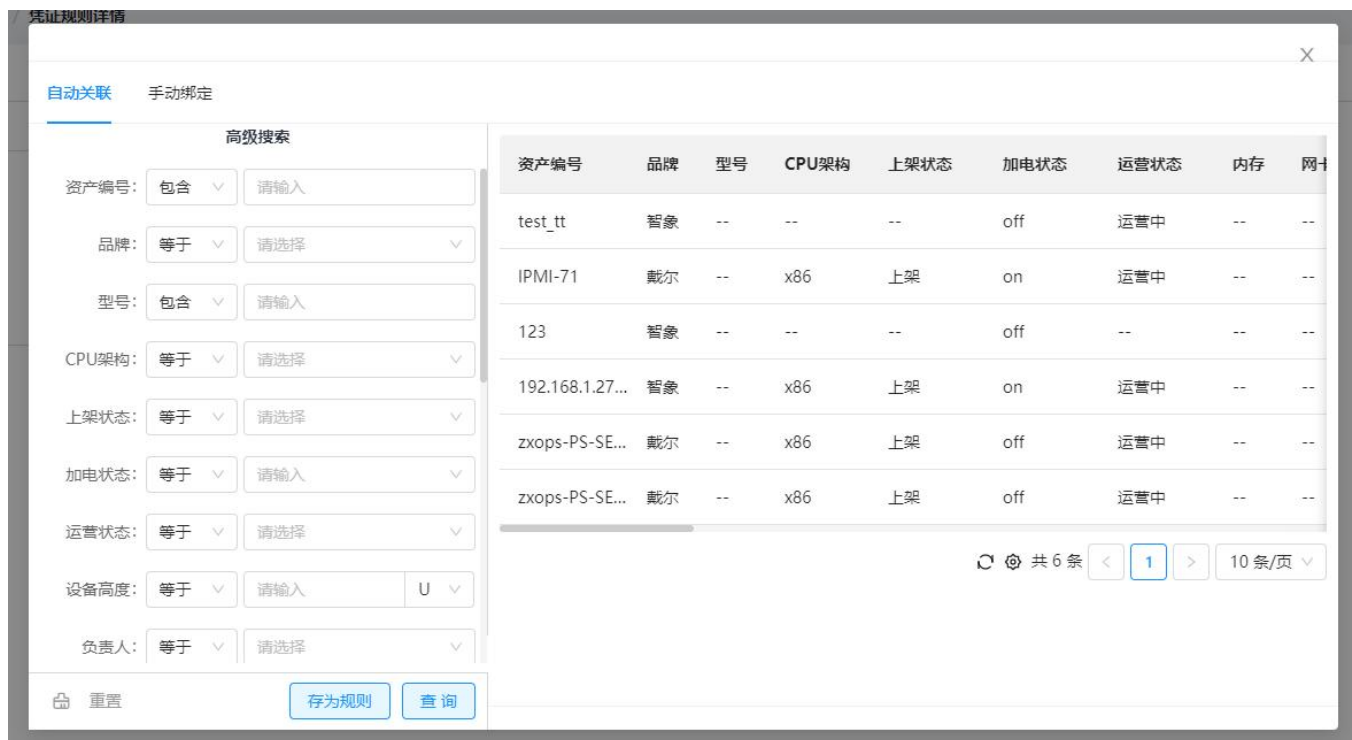 / 凭证规则详情
X
自动关联 手动绑定
高级搜索
资产编号: 包含 请输入
品牌: 等于 请选择
型号: 包含 请输入
CPU架构: 等于 请选择
上架状态: 等于 请选择
加电状态: 等于 请输入
运营状态: 等于 请选择
设备高度: 等于 请输入 U
负责人: 等于 请选择
重置 存为规则 查 询
资产编号 品牌 型号 CPU架构 上架状态 加电状态 运营状态 内存 网卡
test_tt 智象 -- -- -- off 运营中 -- --
IPMI-71 戴尔 -- x86 上架 on 运营中 -- --
123 智象 -- -- -- off -- -- --
192.168.1.27... 智象 -- x86 上架 on 运营中 -- --
zxops-PS-SE... 戴尔 -- x86 上架 off 运营中 -- --
zxops-PS-SE... 戴尔 -- x86 上架 off 运营中 -- --
共 6 条 < 1 > 10 条/页